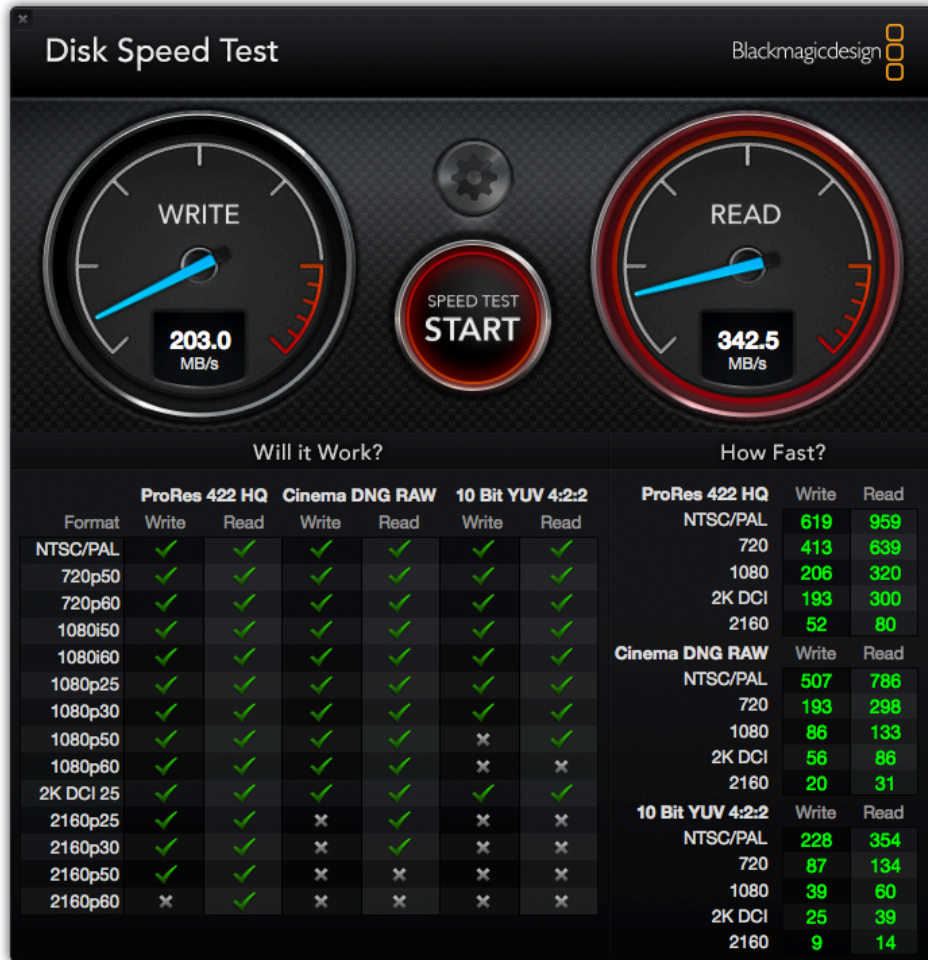 Disk Speed Test
Blackmagicdesign
WRITE
203.0
MB/s
SPEED TEST
START
READ
342.5
MB/s
Will it Work?
ProRes 422 HQ Cinema DNG RAW 10 Bit YUV 4:2:2
Format Write Read Write Read Write Read
NTSC/PAL
720p50
720p60
1080i50
1080i60
1080p25
1080p30
1080p50
1080p60
2K DCI 25
2160p25
2160p30
2160p50
2160p60
How Fast?
ProRes 422 HQ Write Read
NTSC/PAL 619 959
720 413 639
1080 206 320
2K DCI 193 300
2160 52 80
Cinema DNG RAW Write Read
NTSC/PAL 507 786
720 193 298
1080 86 133
2K DCI 56 86
2160 20 31
10 Bit YUV 4:2:2 Write Read
NTSC/PAL 228 354
720 87 134
1080 39 60
2K DCI 25 39
2160 9 14